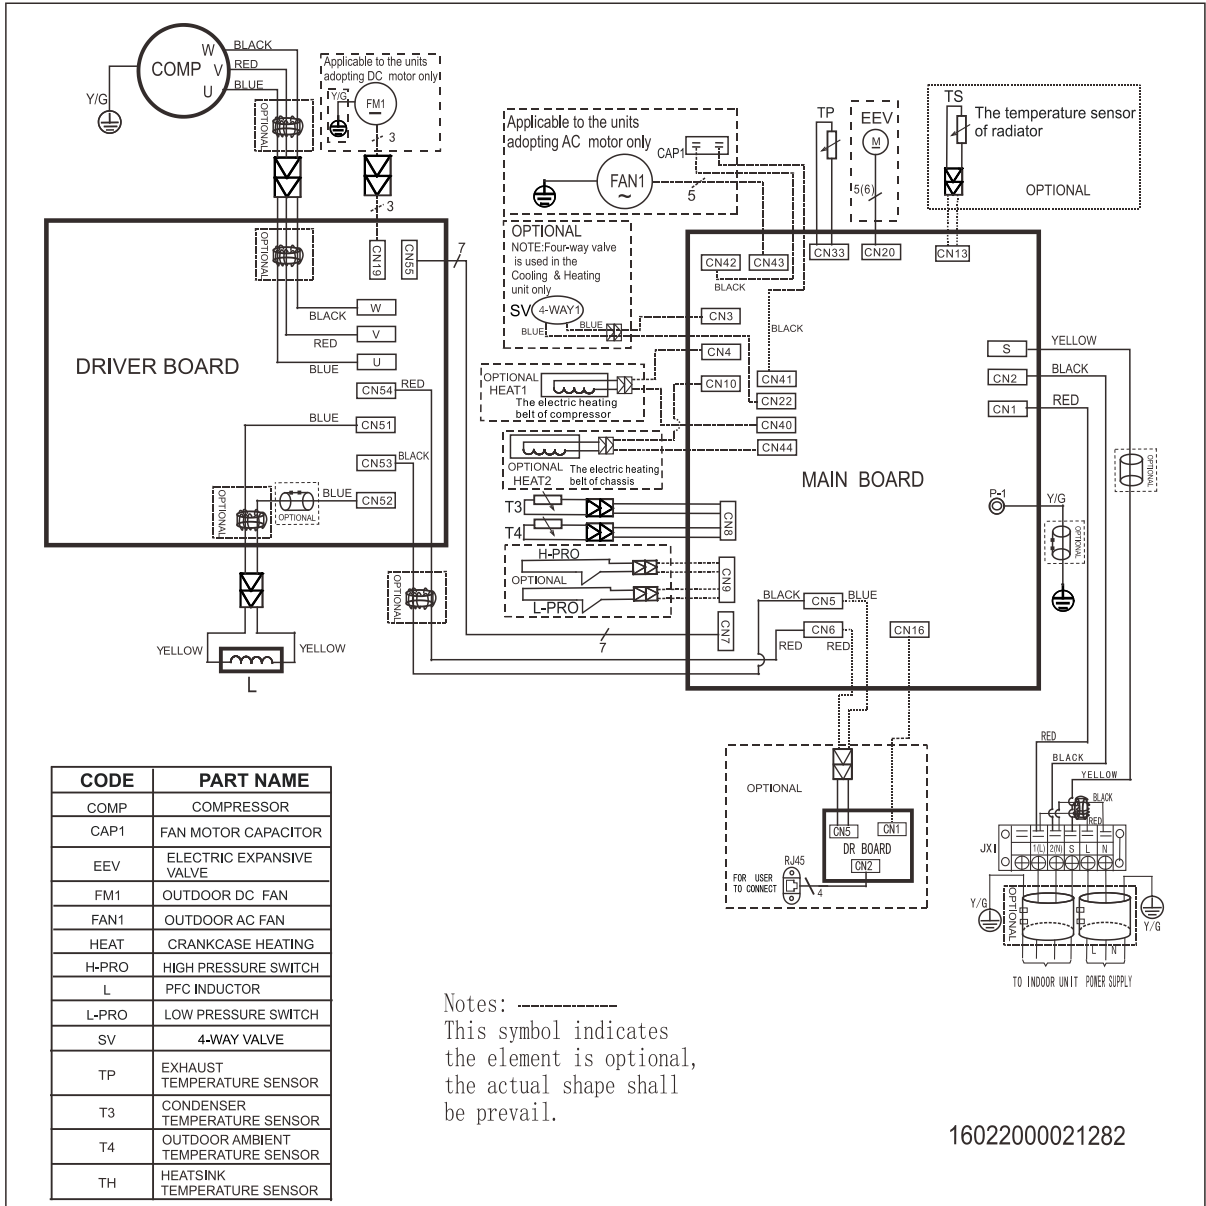 COMP
W
V
U
BLACK
RED
BLUE
Y/G
OPTIONAL
Applicable to the units
adopting DC motor only
Y/G
FM1
3
3
Applicable to the units
adopting AC motor only
CAP1
FAN1
~
5
TP
EEV
M
5(6)
TS
The temperature sensor
of radiator
OPTIONAL
DRIVER BOARD
OPTIONAL
CN19
CN55
7
W
BLACK
V
RED
U
BLUE
CN54
RED
BLUE
CN51
CN53
BLACK
BLUE
CN52
OPTIONAL
OPTIONAL
OPTIONAL
YELLOW
YELLOW
L
OPTIONAL
NOTE:Four-way valve
is used in the
Cooling & Heating
unit only
SV
4-WAY1
BLUE
BLUE
OPTIONAL
HEAT1
The electric heating
belt of compressor
OPTIONAL
HEAT2
The electric heating
belt of chassis
T3
T4
H-PRO
OPTIONAL
L-PRO
7
MAIN BOARD
CN42
CN43
BLACK
CN33
CN20
CN13
CN3
CN4
CN10
BLACK
CN41
CN22
CN40
CN44
CN8
CN9
CN7
S
YELLOW
CN2
BLACK
CN1
RED
P-1
Y/G
OPTIONAL
OPTIONAL
BLACK
CN5
BLUE
CN6
RED
RED
CN16
OPTIONAL
CN5
CN1
DR BOARD
CN2
RJ45
FOR USER
TO CONNECT
4
RED
BLACK
YELLOW
BLACK
RED
JX1
1(L)
2(N)
S
L
N
Y/G
OPTIONAL
Y/G
L
N
TO INDOOR UNIT
POWER SUPPLY
CODE PART NAME
COMP COMPRESSOR
CAP1 FAN MOTOR CAPACITOR
EEV ELECTRIC EXPANSIVE
VALVE
FM1 OUTDOOR DC FAN
FAN1 OUTDOOR AC FAN
HEAT CRANKCASE HEATING
H-PRO HIGH PRESSURE SWITCH
L PFC INDUCTOR
L-PRO LOW PRESSURE SWITCH
SV 4-WAY VALVE
TP EXHAUST
TEMPERATURE SENSOR
T3 CONDENSER
TEMPERATURE SENSOR
T4 OUTDOOR AMBIENT
TEMPERATURE SENSOR
TH HEATSINK
TEMPERATURE SENSOR
Notes:
This symbol indicates
the element is optional,
the actual shape shall
be prevail.
16022000021282